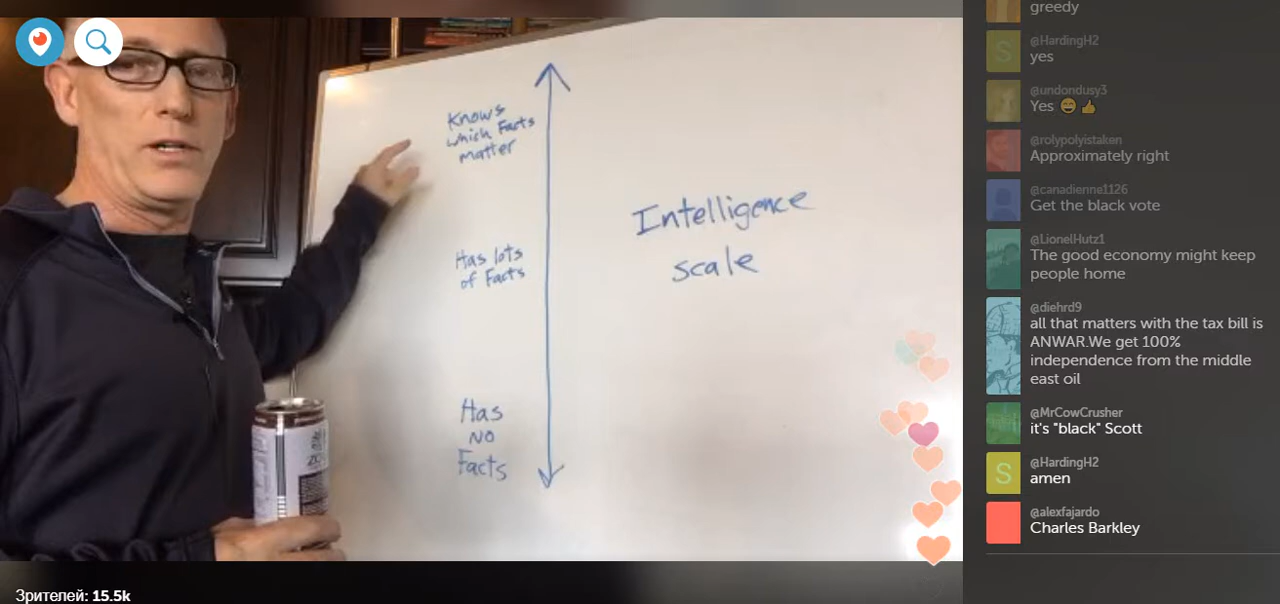 Knows
which Facts
matter
Has lots
of Facts
Has
NO
Facts
Intelligence
scale
greedy
@HardingH2
yes
@undondusy3
Yes 😄👍
@rolypolyistaken
Approximately right
@canadienne1126
Get the black vote
@LionelHutz1
The good economy might keep
people home
@diehrd9
all that matters with the tax bill is
ANWAR.We get 100%
independence from the middle
east oil
@MrCowCrusher
it's "black" Scott
@HardingH2
amen
@alexfajardo
Charles Barkley
Зрителей: 15.5k